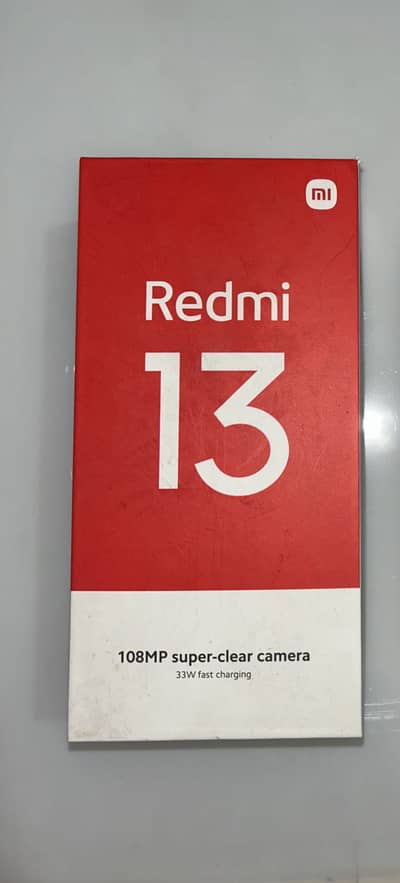 mi
Redmi
13
108MP super-clear camera
33W fast charging